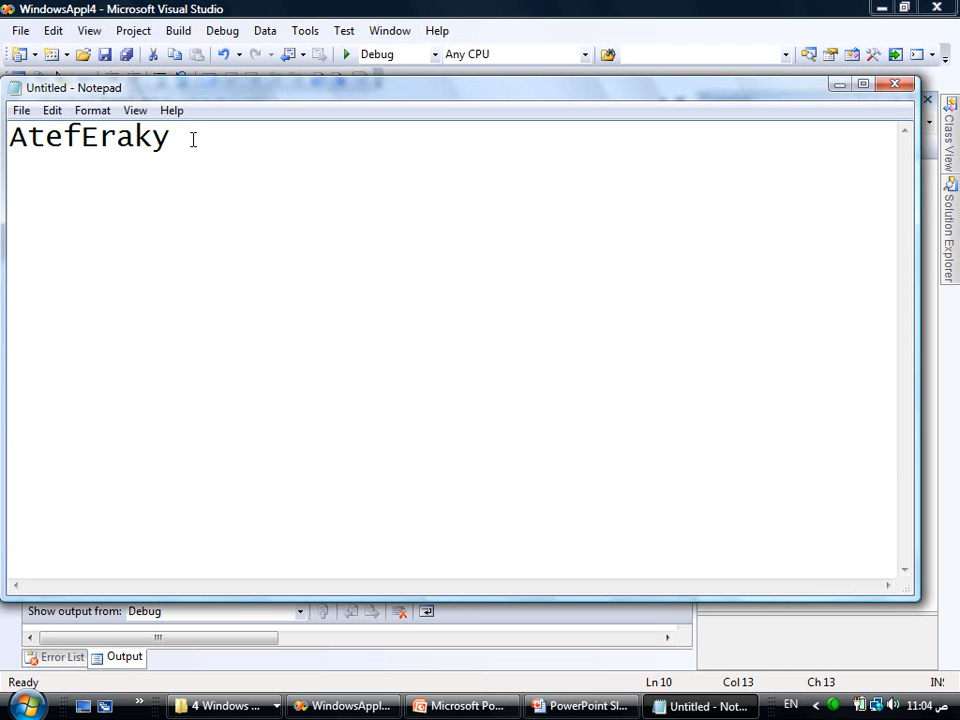 WindowsAppl4 - Microsoft Visual Studio
File Edit View Project Build Debug Data Tools Test Window Help
Debug Any CPU
Untitled - Notepad
File Edit Format View Help
AtefEraky
Class View
Solution Explorer
Show output from: Debug
Error List Output
Ready Ln 10 Col 13 Ch 13 INS
4 Windows ... WindowsAppl... Microsoft Po... PowerPoint Sl... Untitled - Not... EN 11:04 ص